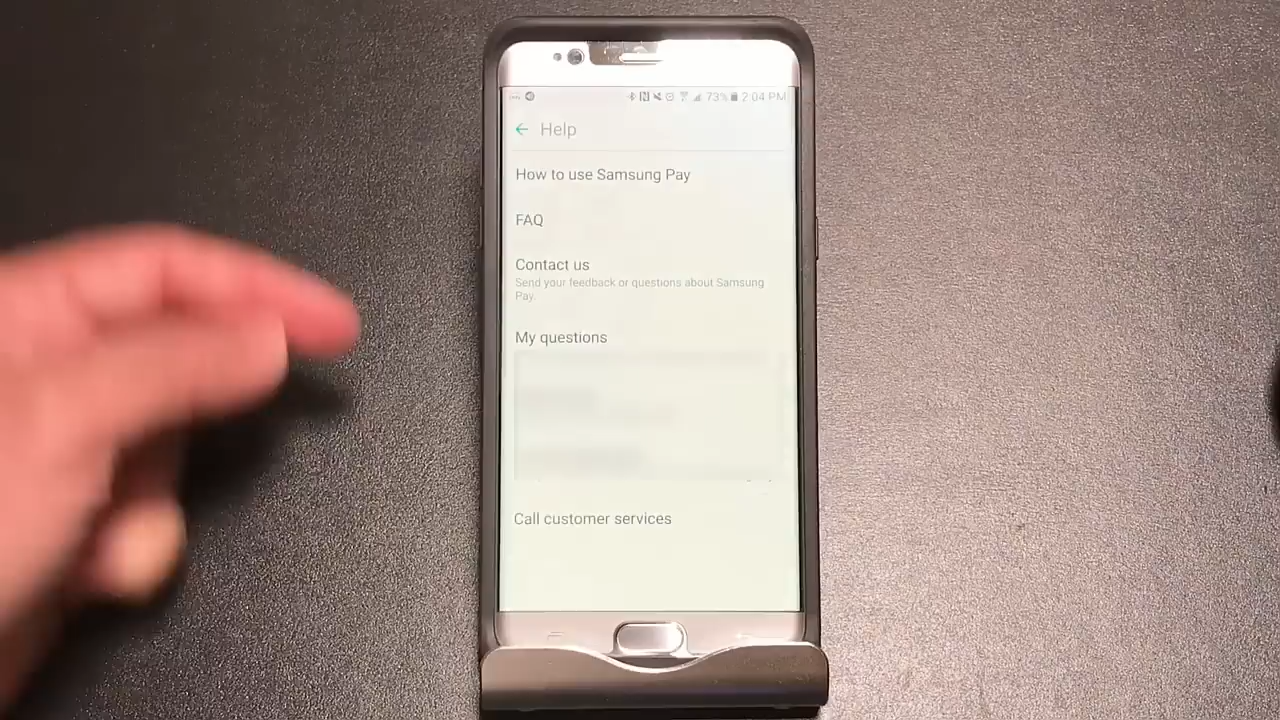 73% 2:04 PM
Help
How to use Samsung Pay
FAQ
Contact us
Send your feedback or questions about Samsung
Pay.
My questions
Call customer services